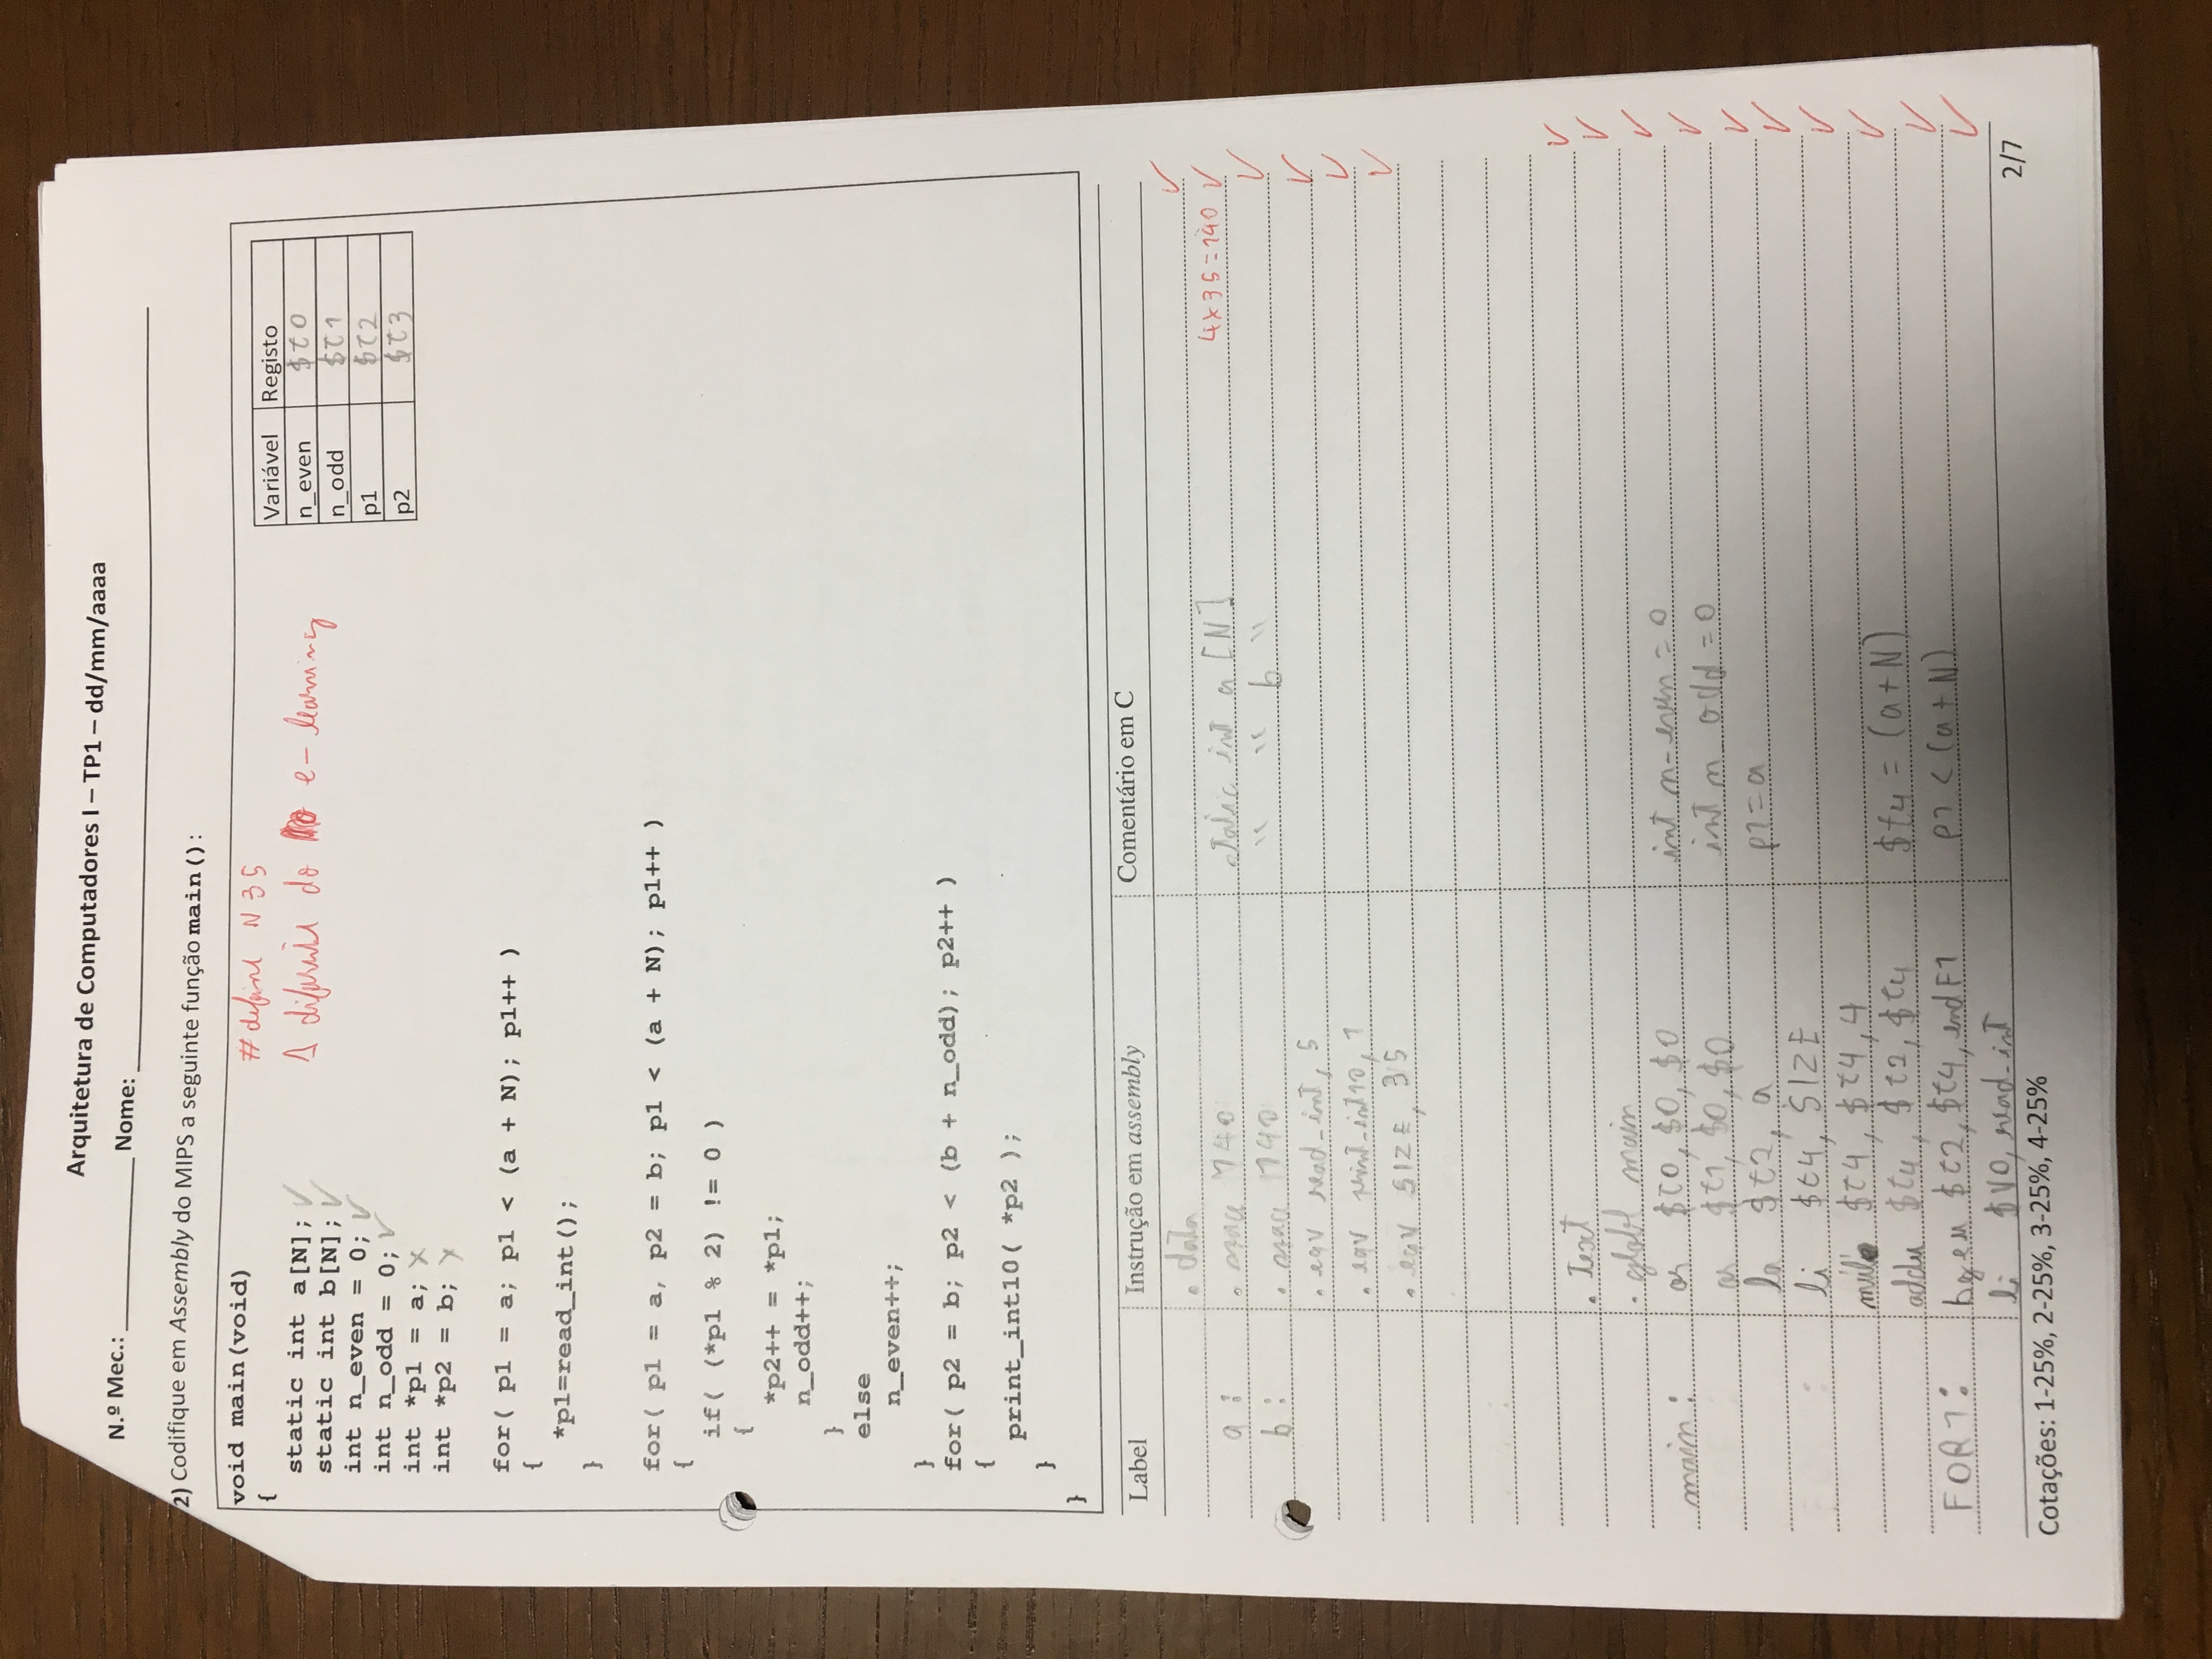 Arquitetura de Computadores I – TP1 – dd/mm/aaaa
N.º Mec.: ____________ Nome: ____________
2) Codifique em Assembly do MIPS a seguinte função main():
void main(void)
# define N 35
{
static int a[N]; ✓
1 diferente do e-learning
static int b[N]; ✓
int n_even = 0; ✓
int n_odd = 0; ✓
int *p1 = a; ×
int *p2 = b; ×
Variável Registo
n_even $t0
n_odd $t1
p1 $t2
p2 $t3
for( p1 = a; p1 < (a + N); p1++ )
{
*p1=read_int();
}
for( p1 = a, p2 = b; p1 < (a + N); p1++ )
{
if( (*p1 % 2) != 0 )
{
*p2++ = *p1;
n_odd++;
}
else
n_even++;
}
for( p2 = b; p2 < (b + n_odd); p2++ )
{
print_int10( *p2 );
}
}
Label Instrução em assembly Comentário em C
.data ✓
a: .space 140 static int a [N] 4x35=140 ✓
b: .space 140 " " b " ✓
.eqv read_int, 5 ✓
.eqv print_int10, 1 ✓
.eqv SIZE, 35 ✓
.text ✓
.globl main ✓
main: or $t0, $0, $0 int n_even = 0 ✓
or $t1, $0, $0 int n_odd = 0 ✓
la $t2, a p1 = a ✓
li $t4, SIZE ✓
mul $t4, $t4, 4 ✓
addu $t4, $t2, $t4 $t4 = (a+N) ✓
FOR1: bgeu $t2, $t4, endF1 p1 < (a+N) ✓
li $v0, read_int ✓
2/7
Cotações: 1-25%, 2-25%, 3-25%, 4-25%